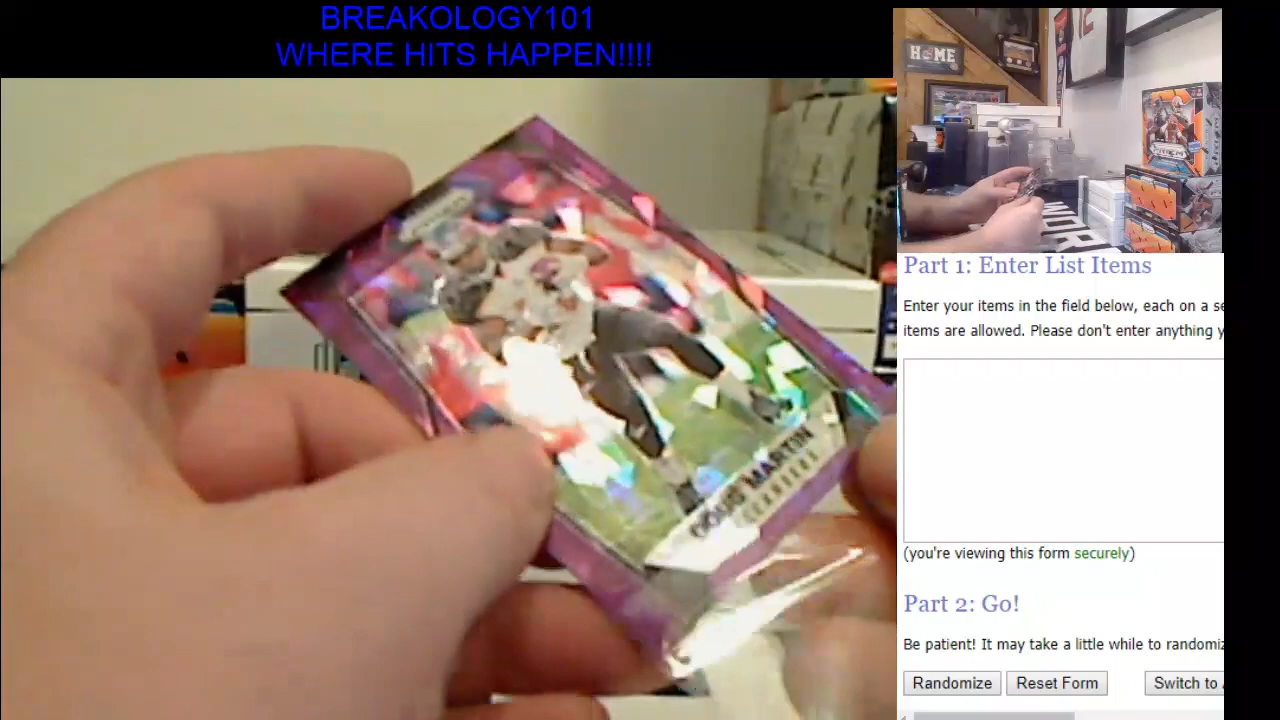 BREAKOLOGY101
WHERE HITS HAPPEN!!!!
HOME
DOUG MARTIN
WORK
Part 1: Enter List Items
Enter your items in the field below, each on a se
items are allowed. Please don't enter anything y
(you're viewing this form securely)
Part 2: Go!
Be patient! It may take a little while to randomiz
Randomize
Reset Form
Switch to